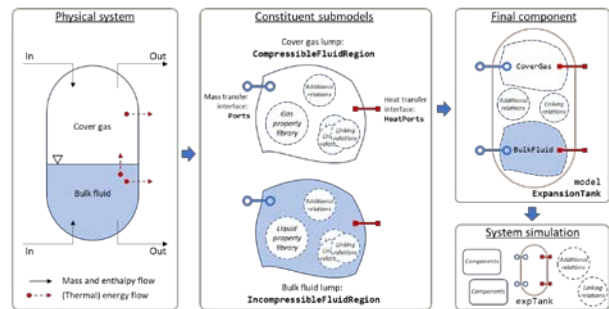 Physical system
In
Out
Cover gas
Bulk fluid
In
Out
Mass and enthalpy flow
(Thermal) energy flow
Constituent submodels
Cover gas lump:
CompressibleFluidRegion
Mass transfer
interface:
Ports
Additional
relations
Gas
property
library
Linking
relations
Heat transfer
interface:
HeatPorts
Additional
relations
Liquid
property
library
Linking
relations
Bulk fluid lump:
IncompressibleFluidRegion
Final component
CoverGas
Additional
relations
Linking
relations
BulkFluid
model
ExpansionTank
System simulation
Components
Components
expTank
Additional
relations
Linking
relations